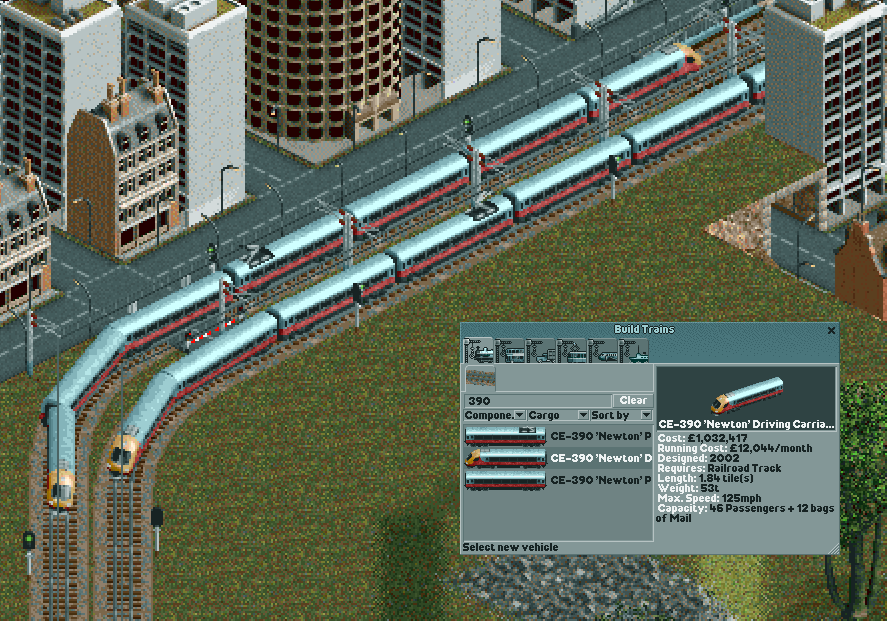 Build Trains
390
Clear
Compone.
Cargo
Sort by
CE-390 'Newton' P
CE-390 'Newton' D
CE-390 'Newton' P
CE-390 'Newton' Driving Carria...
Cost: £1,032,417
Running Cost: £12,044/month
Designed: 2002
Requires: Railroad Track
Length: 1.84 tile(s)
Weight: 53t
Max. Speed: 125mph
Capacity: 46 Passengers + 12 bags
of Mail
Select new vehicle